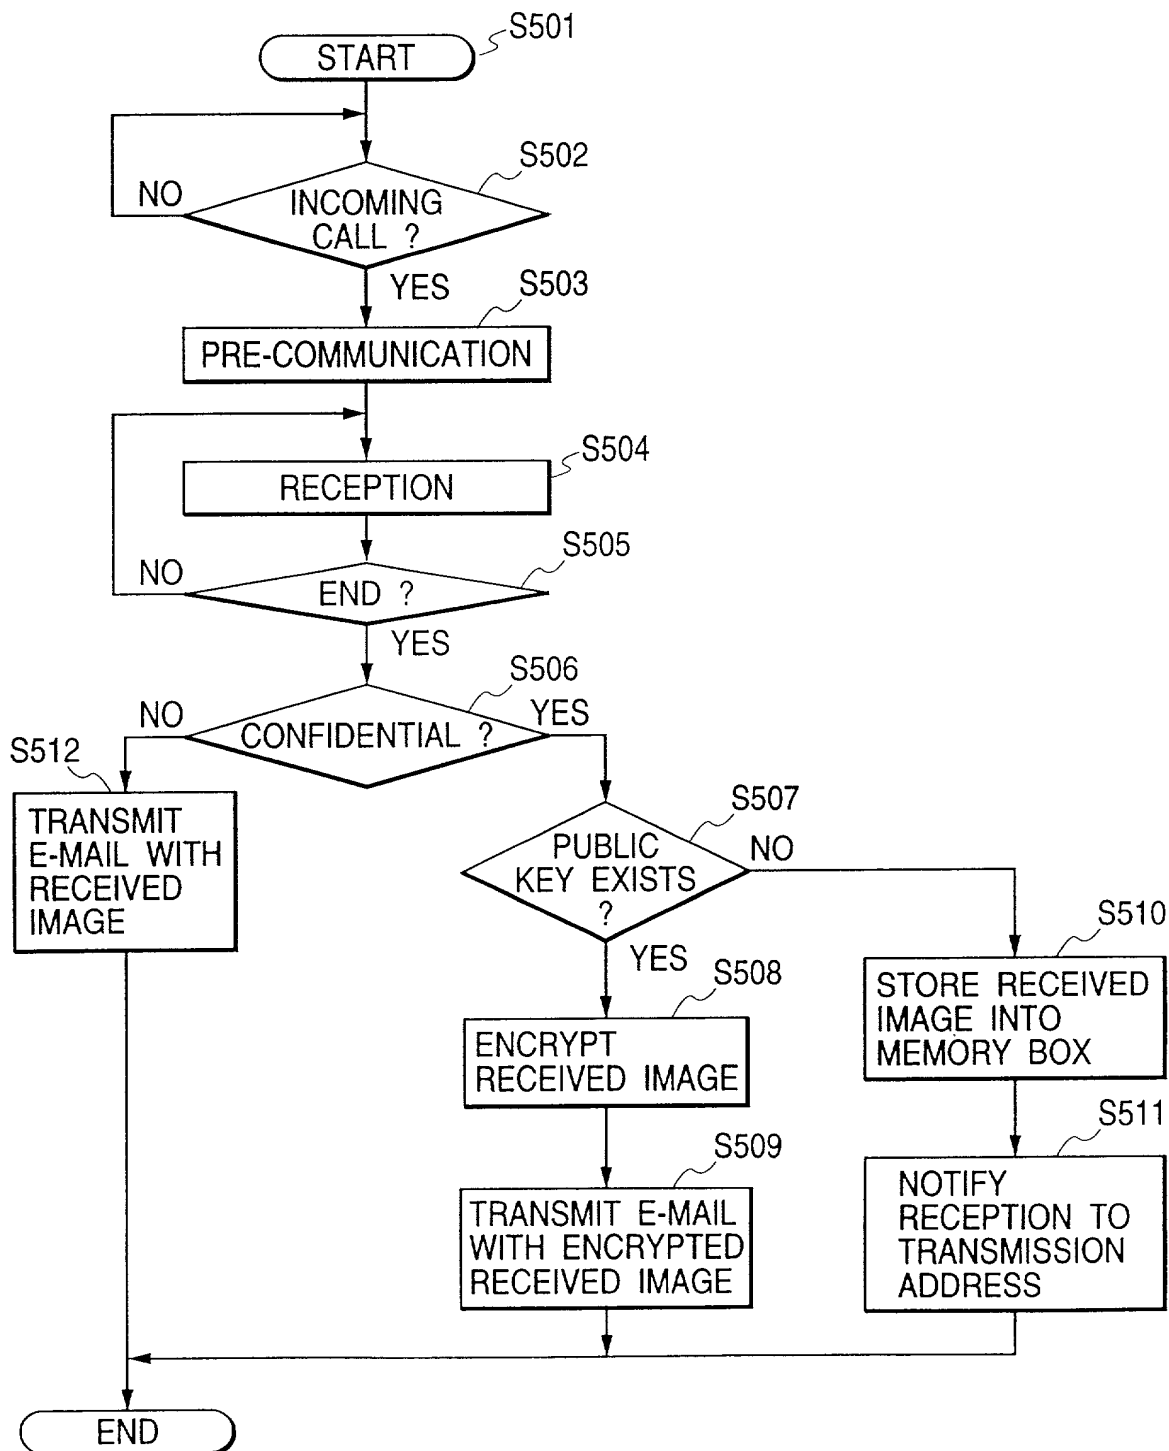 S501
START
S502
NO
INCOMING
CALL ?
YES
S503
PRE-COMMUNICATION
S504
RECEPTION
S505
NO
END ?
YES
S506
NO
CONFIDENTIAL ?
YES
S512
TRANSMIT
E-MAIL WITH
RECEIVED
IMAGE
S507
PUBLIC
KEY EXISTS
?
NO
YES
S510
STORE RECEIVED
IMAGE INTO
MEMORY BOX
S508
ENCRYPT
RECEIVED IMAGE
S511
NOTIFY
RECEPTION TO
TRANSMISSION
ADDRESS
S509
TRANSMIT E-MAIL
WITH ENCRYPTED
RECEIVED IMAGE
END